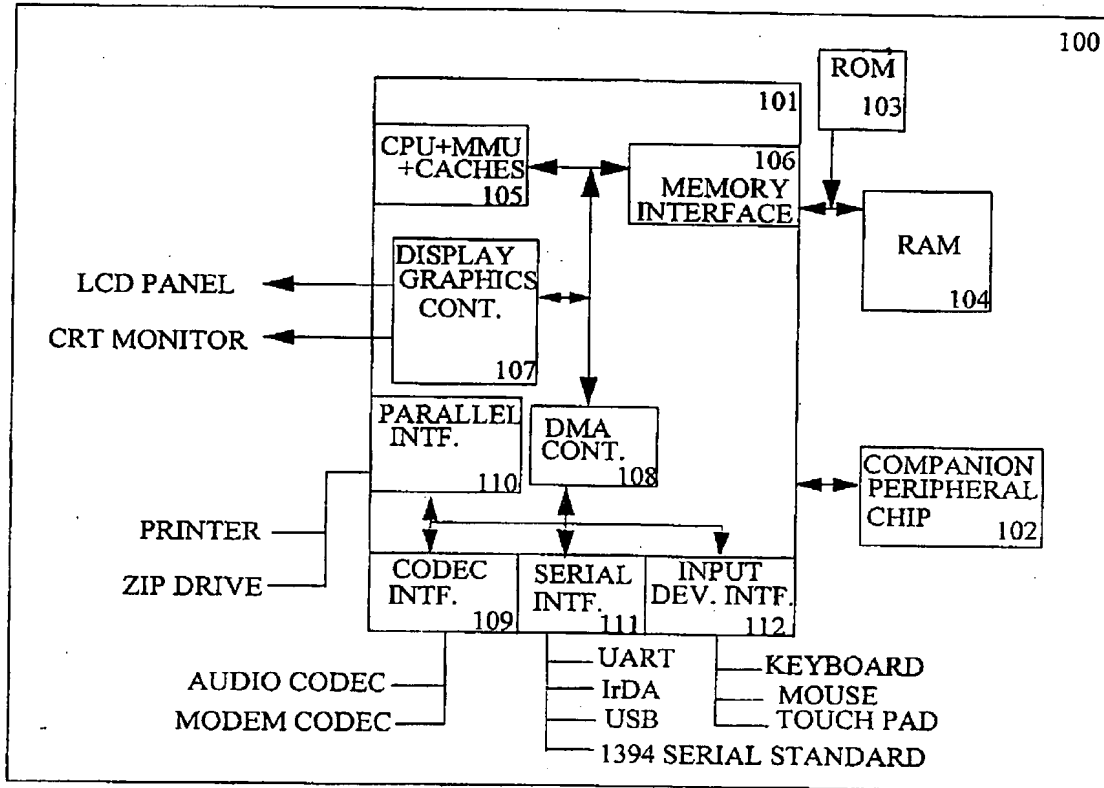 100
ROM
103
101
CPU+MMU
+CACHES
105
106
MEMORY
INTERFACE
RAM
104
DISPLAY
GRAPHICS
CONT.
107
LCD PANEL
CRT MONITOR
PARALLEL
INTF.
110
DMA
CONT.
108
COMPANION
PERIPHERAL
CHIP
102
PRINTER
ZIP DRIVE
CODEC
INTF.
109
SERIAL
INTF.
111
INPUT
DEV. INTF.
112
AUDIO CODEC
MODEM CODEC
UART
IrDA
USB
1394 SERIAL STANDARD
KEYBOARD
MOUSE
TOUCH PAD